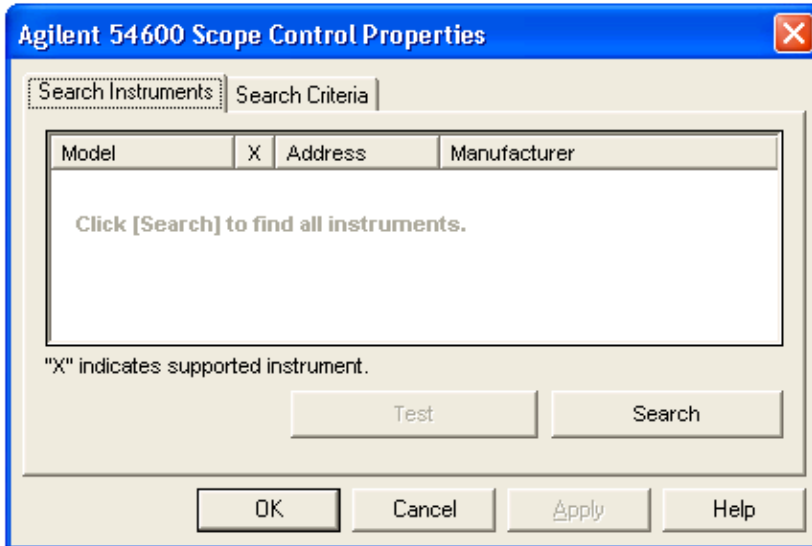 Agilent 54600 Scope Control Properties
Search Instruments Search Criteria
Model X Address Manufacturer
Click [Search] to find all instruments.
"X" indicates supported instrument.
Test Search
OK Cancel Apply Help